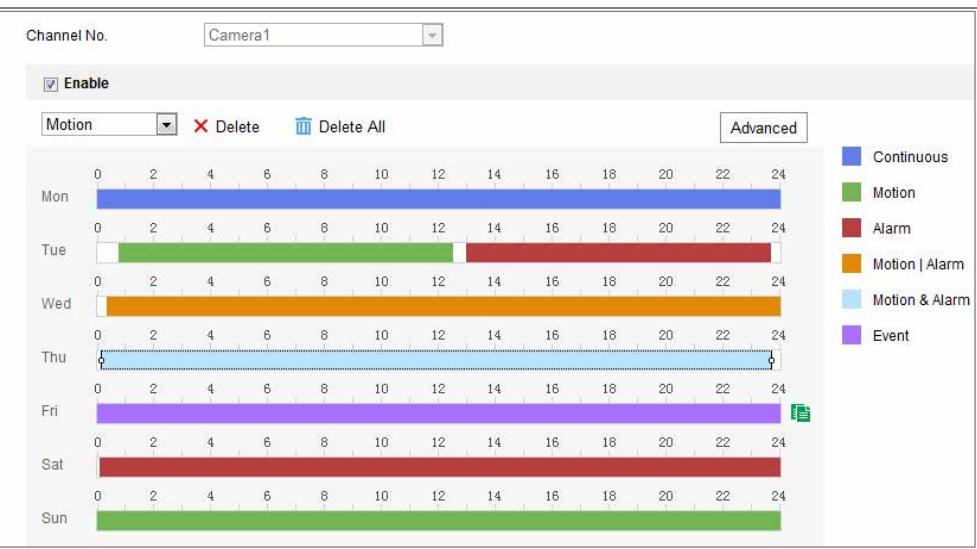 Channel No. Camera1
Enable
Motion Delete Delete All Advanced
0 2 4 6 8 10 12 14 16 18 20 22 24
Mon
0 2 4 6 8 10 12 14 16 18 20 22 24
Tue
0 2 4 6 8 10 12 14 16 18 20 22 24
Wed
0 2 4 6 8 10 12 14 16 18 20 22 24
Thu
0 2 4 6 8 10 12 14 16 18 20 22 24
Fri
0 2 4 6 8 10 12 14 16 18 20 22 24
Sat
0 2 4 6 8 10 12 14 16 18 20 22 24
Sun
Continuous
Motion
Alarm
Motion | Alarm
Motion & Alarm
Event